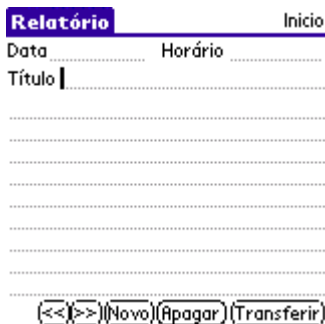 Relatório Inicio
Data Horário
Título
<< >> Novo Apagar Transferir